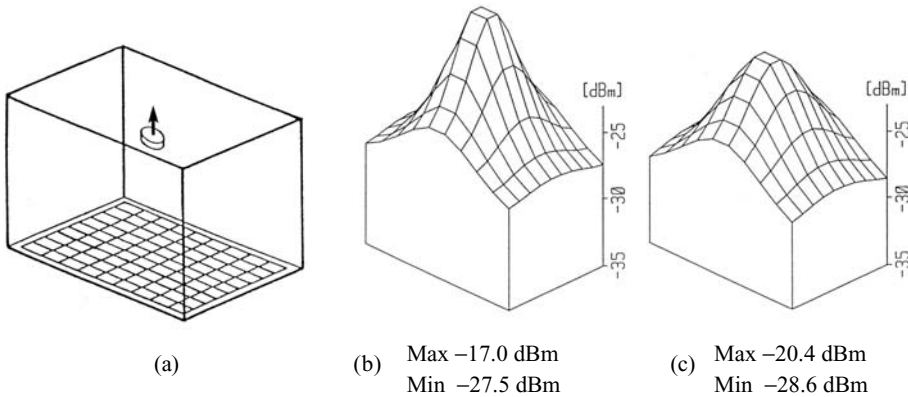 [dBm]
-25
-30
-35
[dBm]
-25
-30
-35
(a)
(b)
Max –17.0 dBm
Min –27.5 dBm
(c)
Max –20.4 dBm
Min –28.6 dBm